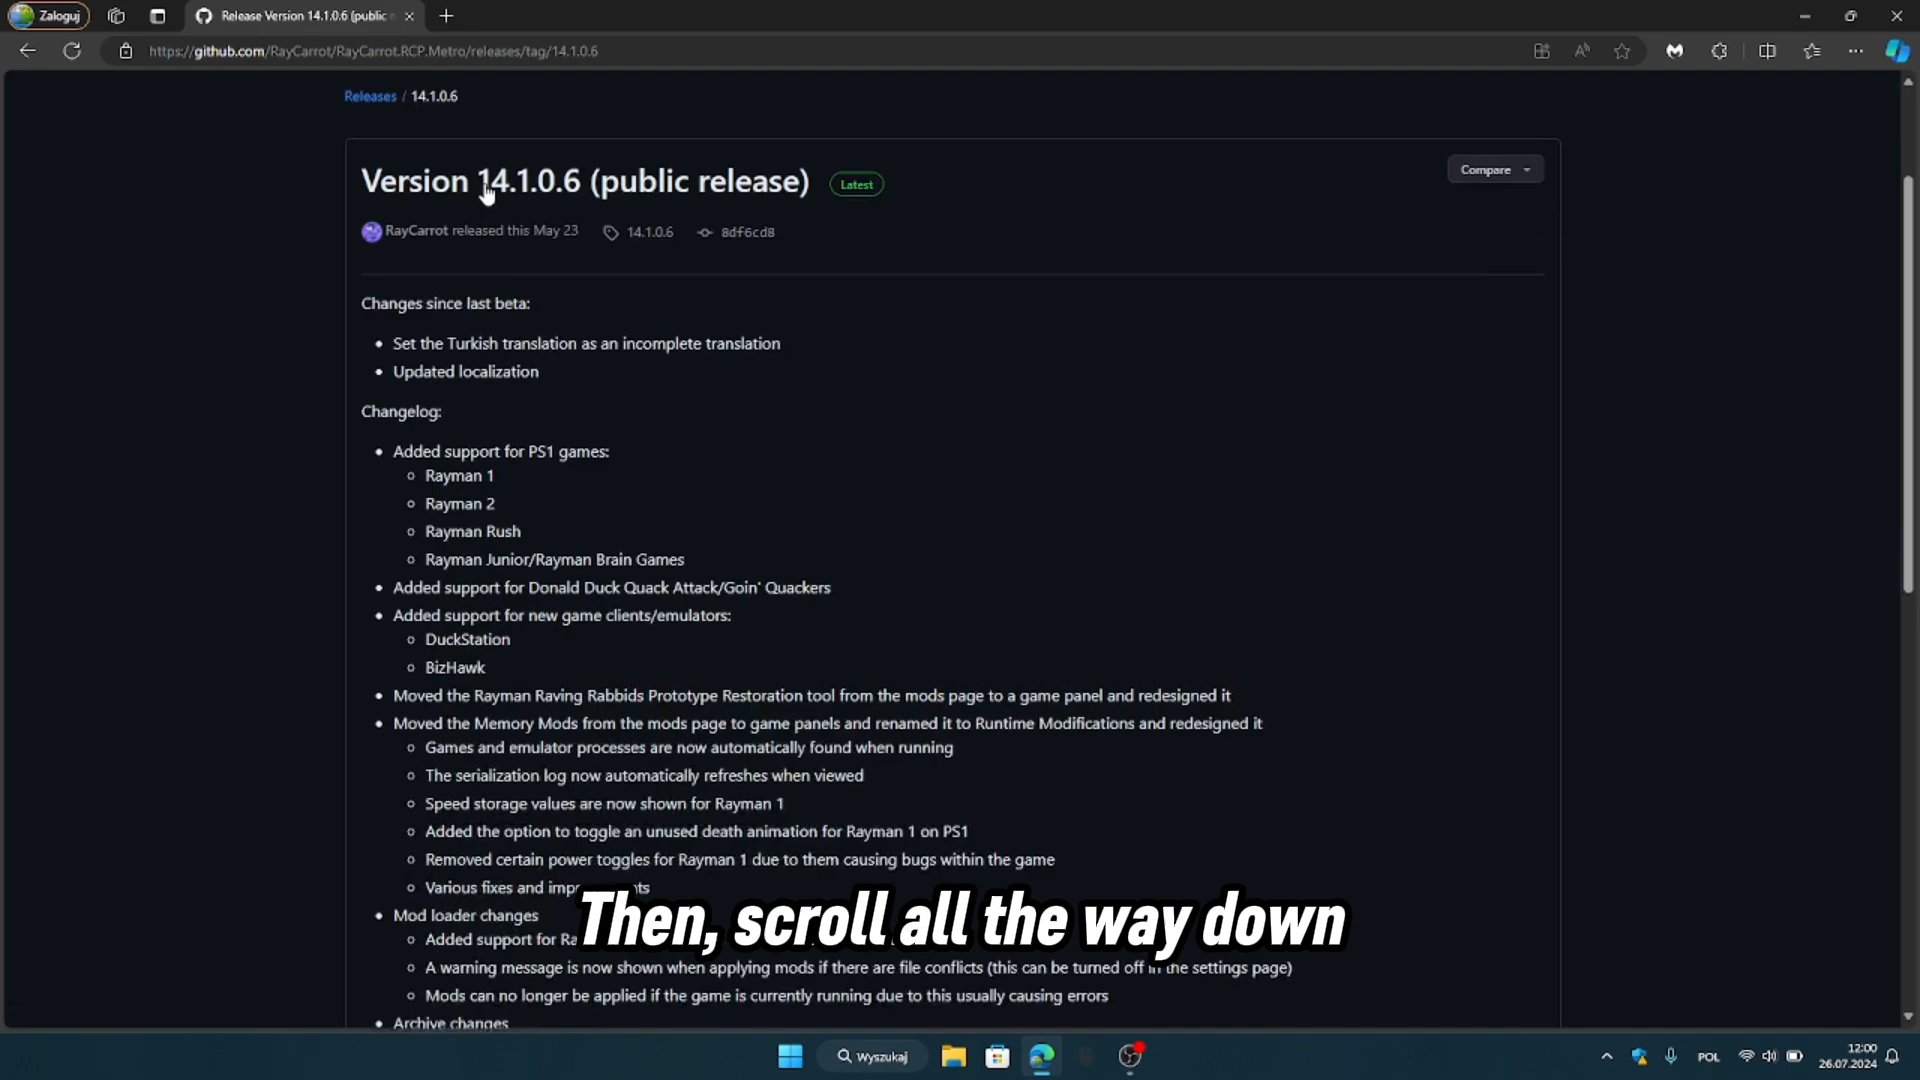 Zaloguj
Release Version 14.1.0.6 (public r
https://github.com/RayCarrot/RayCarrot.RCP.Metro/releases/tag/14.1.0.6
Releases / 14.1.0.6
Version 14.1.0.6 (public release)
Latest
Compare
RayCarrot released this May 23
14.1.0.6
8df6cd8
Changes since last beta:
Set the Turkish translation as an incomplete translation
Updated localization
Changelog:
Added support for PS1 games:
Rayman 1
Rayman 2
Rayman Rush
Rayman Junior/Rayman Brain Games
Added support for Donald Duck Quack Attack/Goin' Quackers
Added support for new game clients/emulators:
DuckStation
BizHawk
Moved the Rayman Raving Rabbids Prototype Restoration tool from the mods page to a game panel and redesigned it
Moved the Memory Mods from the mods page to game panels and renamed it to Runtime Modifications and redesigned it
Games and emulator processes are now automatically found when running
The serialization log now automatically refreshes when viewed
Speed storage values are now shown for Rayman 1
Added the option to toggle an unused death animation for Rayman 1 on PS1
Removed certain power toggles for Rayman 1 due to them causing bugs within the game
Various fixes and
Mod loader changes
Then, scroll all the way down
Added support for
A warning message is now shown when applying mods if there are file conflicts (this can be turned off in the settings page)
Mods can no longer be applied if the game is currently running due to this usually causing errors
Archive changes
Wyszukaj
POL
12:00
26.07.2024